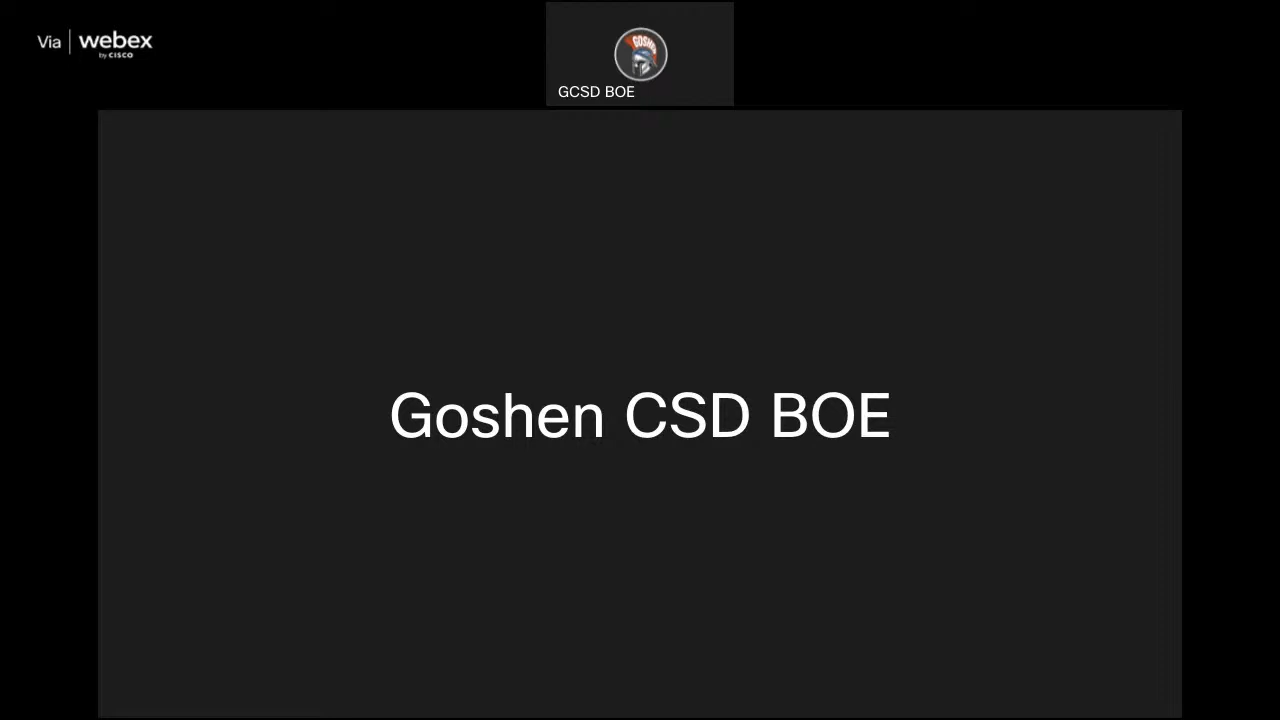 Via webex
by CISCO
GOSHEN
GCSD BOE
Goshen CSD BOE